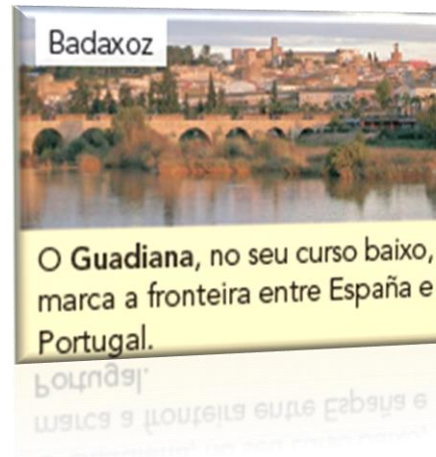 Badaxoz
O Guadiana, no seu curso baixo,
marca a fronteira entre España e
Portugal.